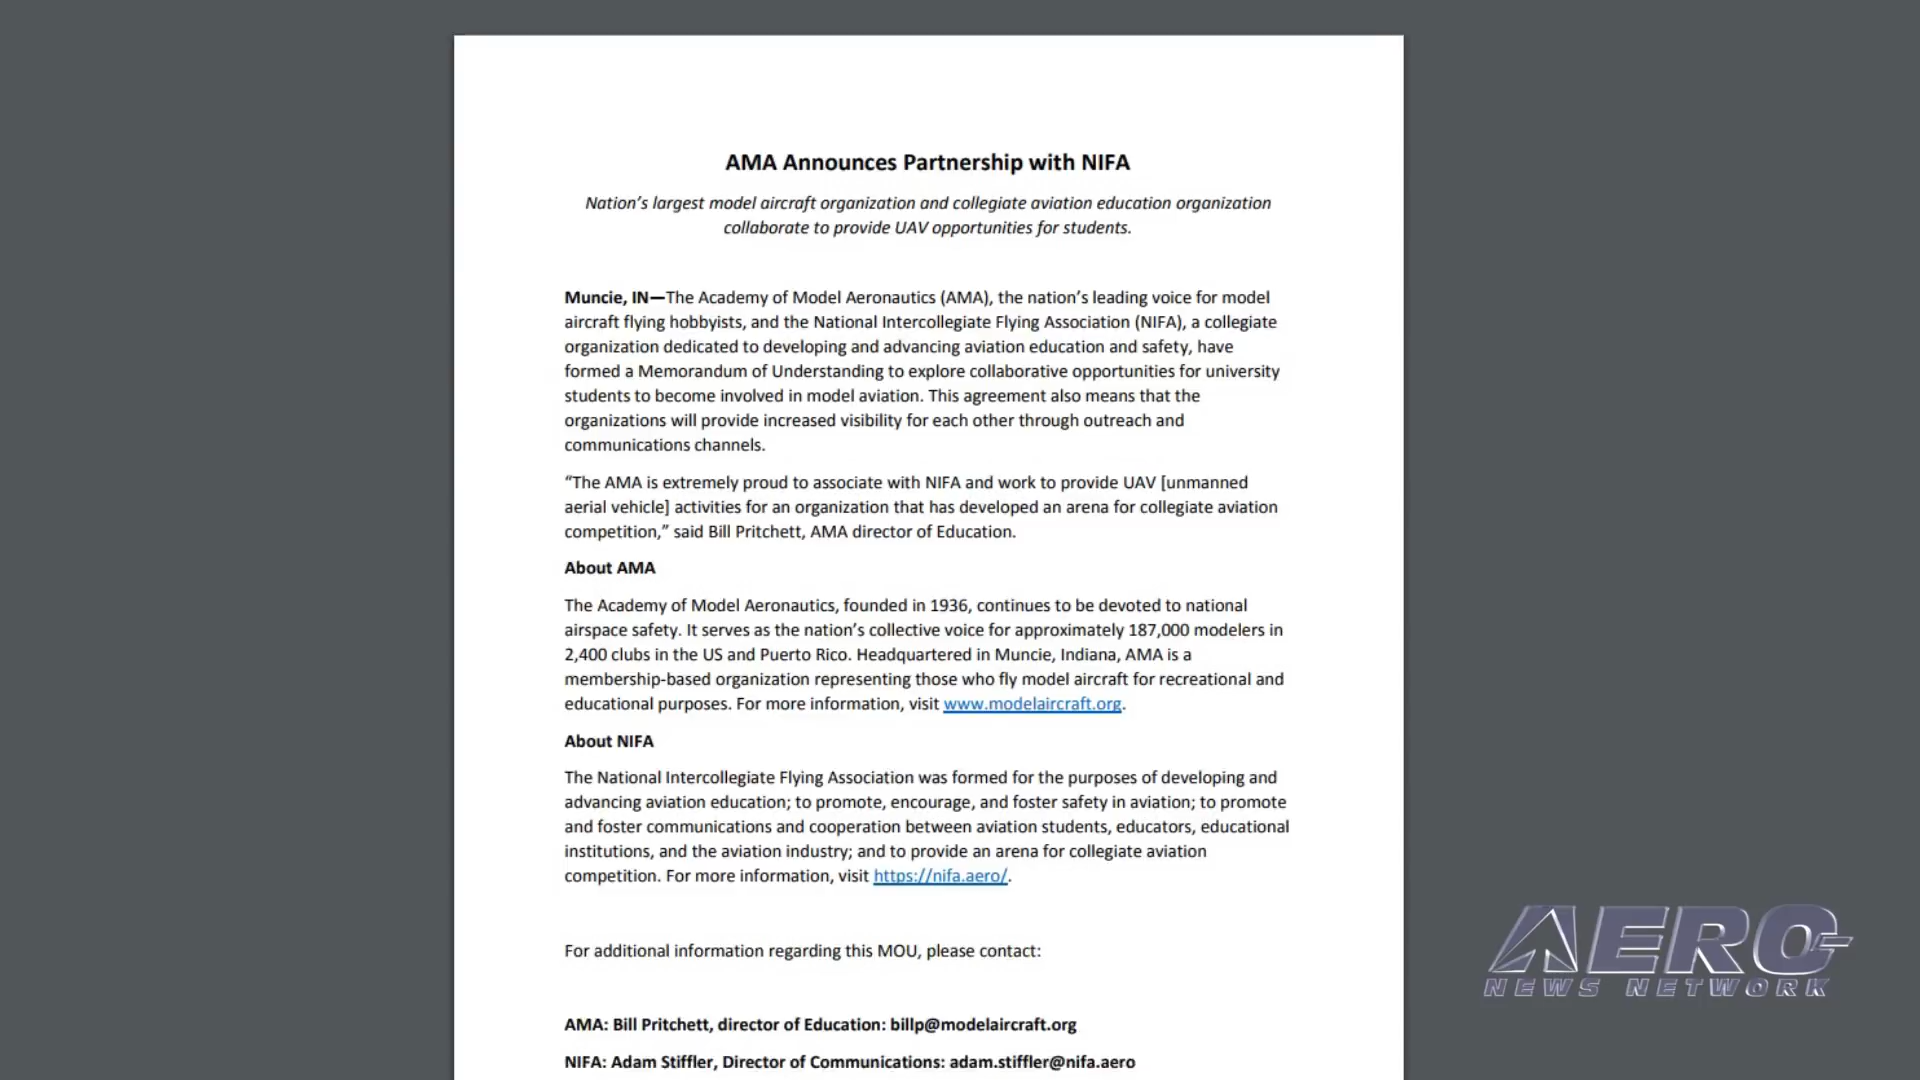 AMA Announces Partnership with NIFA
Nation’s largest model aircraft organization and collegiate aviation education organization
collaborate to provide UAV opportunities for students.
Muncie, IN—The Academy of Model Aeronautics (AMA), the nation’s leading voice for model
aircraft flying hobbyists, and the National Intercollegiate Flying Association (NIFA), a collegiate
organization dedicated to developing and advancing aviation education and safety, have
formed a Memorandum of Understanding to explore collaborative opportunities for university
students to become involved in model aviation. This agreement also means that the
organizations will provide increased visibility for each other through outreach and
communications channels.
“The AMA is extremely proud to associate with NIFA and work to provide UAV [unmanned
aerial vehicle] activities for an organization that has developed an arena for collegiate aviation
competition,” said Bill Pritchett, AMA director of Education.
About AMA
The Academy of Model Aeronautics, founded in 1936, continues to be devoted to national
airspace safety. It serves as the nation’s collective voice for approximately 187,000 modelers in
2,400 clubs in the US and Puerto Rico. Headquartered in Muncie, Indiana, AMA is a
membership-based organization representing those who fly model aircraft for recreational and
educational purposes. For more information, visit www.modelaircraft.org.
About NIFA
The National Intercollegiate Flying Association was formed for the purposes of developing and
advancing aviation education; to promote, encourage, and foster safety in aviation; to promote
and foster communications and cooperation between aviation students, educators, educational
institutions, and the aviation industry; and to provide an arena for collegiate aviation
competition. For more information, visit https://nifa.aero/.
For additional information regarding this MOU, please contact:
AMA: Bill Pritchett, director of Education: billp@modelaircraft.org
NIFA: Adam Stiffler, Director of Communications: adam.stiffler@nifa.aero
AERO-
NEWS NETWORK